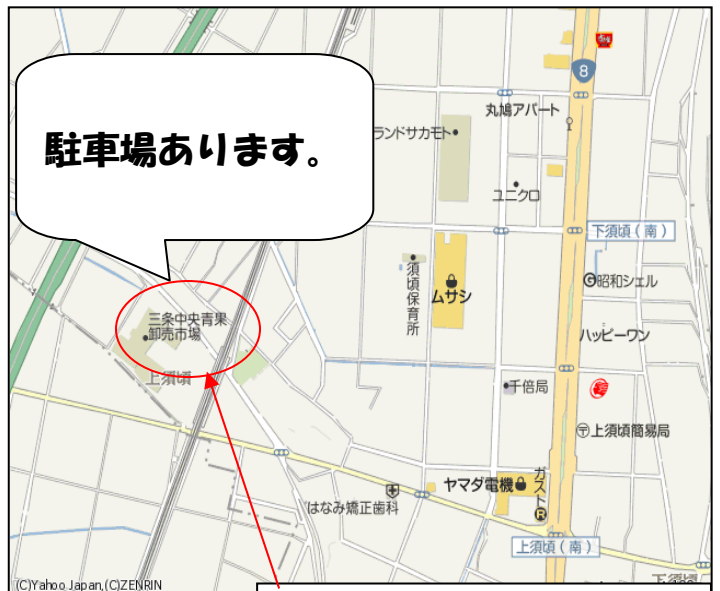 8
丸鳩アパート
ランドサカモト
駐車場あります。
ユニクロ
下須頃(南)
須頃保育所
昭和シェル
ムサシ
三条中央青果
卸売市場
ハッピーワン
上須頃
千倍局
上須頃簡易局
ヤマダ電機
ガスト
はなみ矯正歯科
上須頃(南)
下須頃
(C)Yahoo Japan,(C)ZENRIN